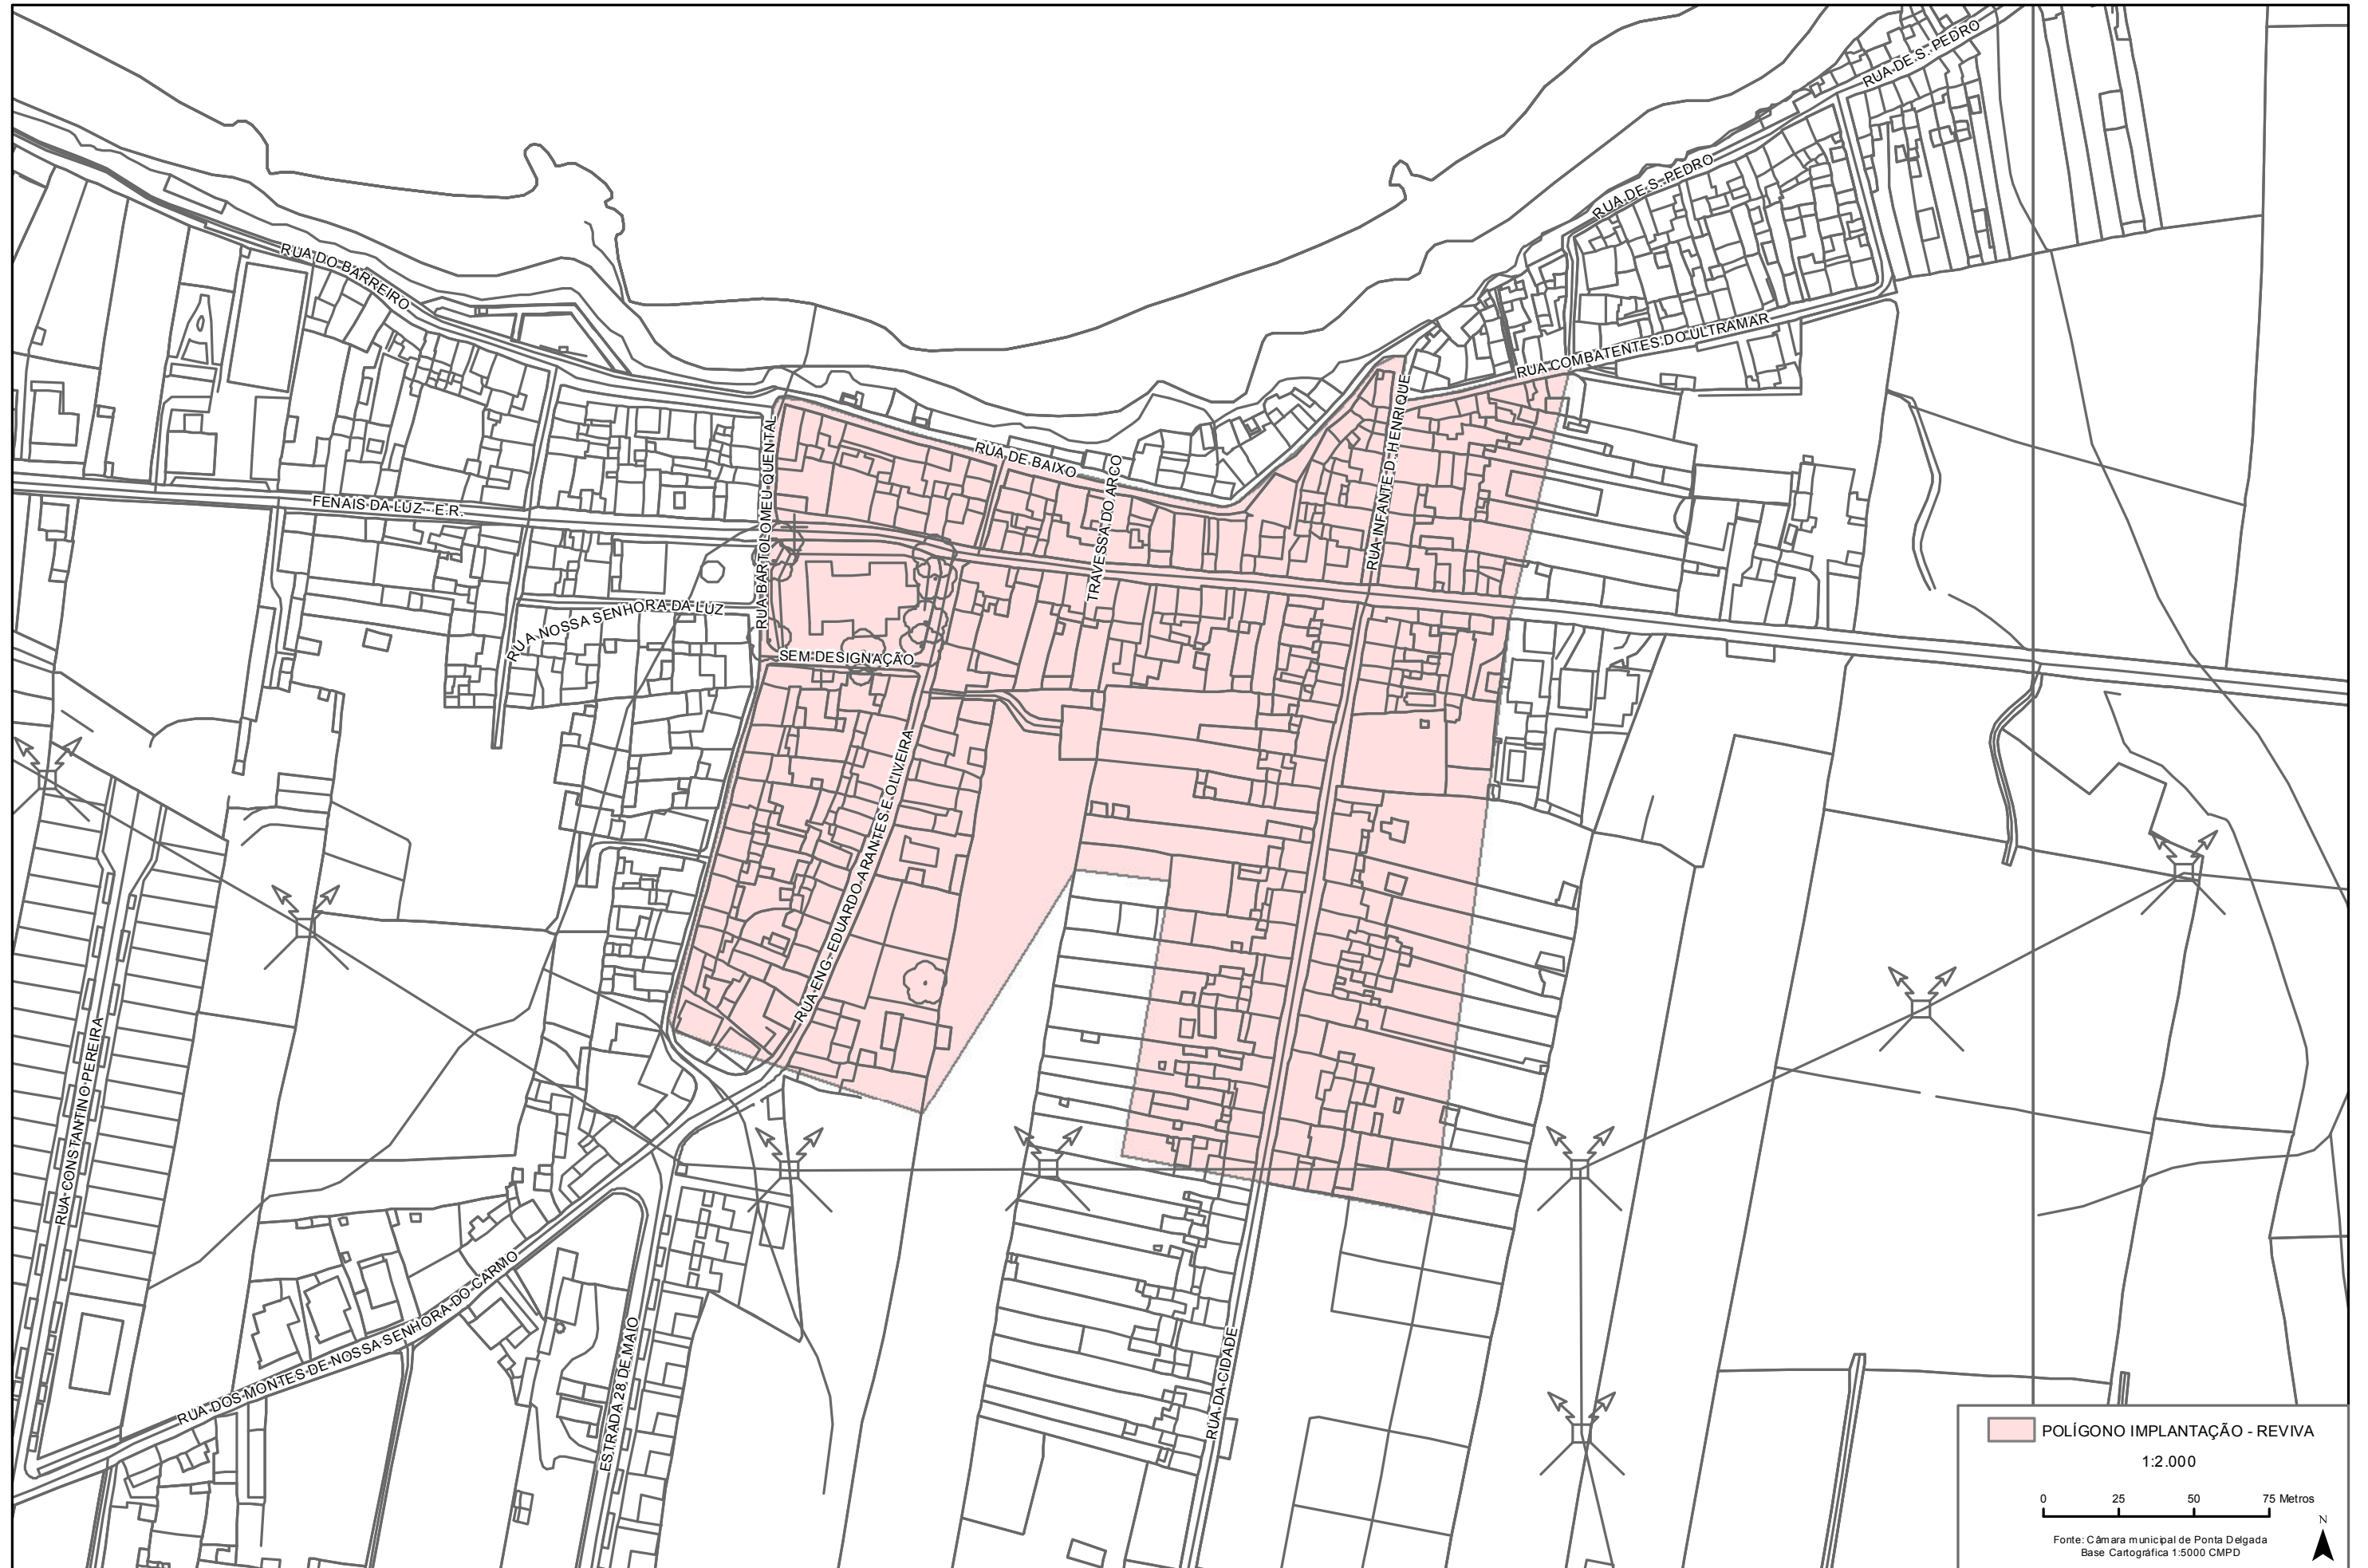 RUA DE S. PEDRO
RUA DE S. PEDRO
RUA DO BARREIRO
RUA COMBATENTES DO ULTRAMAR
RUA INFANTE D. HENRIQUE
RUA BARTOLOMEU QUENTAL
RUA DE BAIXO
TRAVESSA DO ARCO
FENAIS DA LUZ - E.R.
RUA NOSSA SENHORA DA LUZ
SEM DESIGNAÇÃO
RUA ENG. EDUARDO ARANTES E OLIVEIRA
RUA CONSTANTINO PEREIRA
RUA DOS MONTES DE NOSSA SENHORA DO CARMO
ESTRADA 28 DE MAIO
RUA DA CIDADE
POLÍGONO IMPLANTAÇÃO - REVIVA
1:2.000
0 25 50 75 Metros
N
Fonte: Câmara municipal de Ponta Delgada
Base Cartográfica 1:5000 CMPD